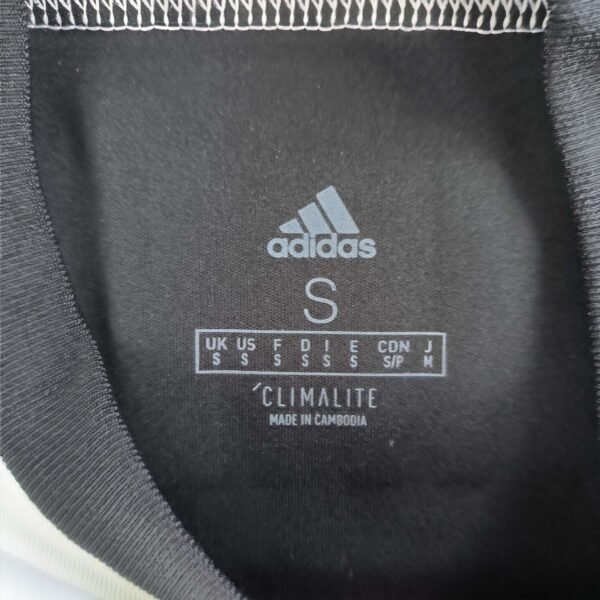 adidas
S
UK US F D I E CDN J
S S S S S S S/P M
CLIMALITE
MADE IN CAMBODIA